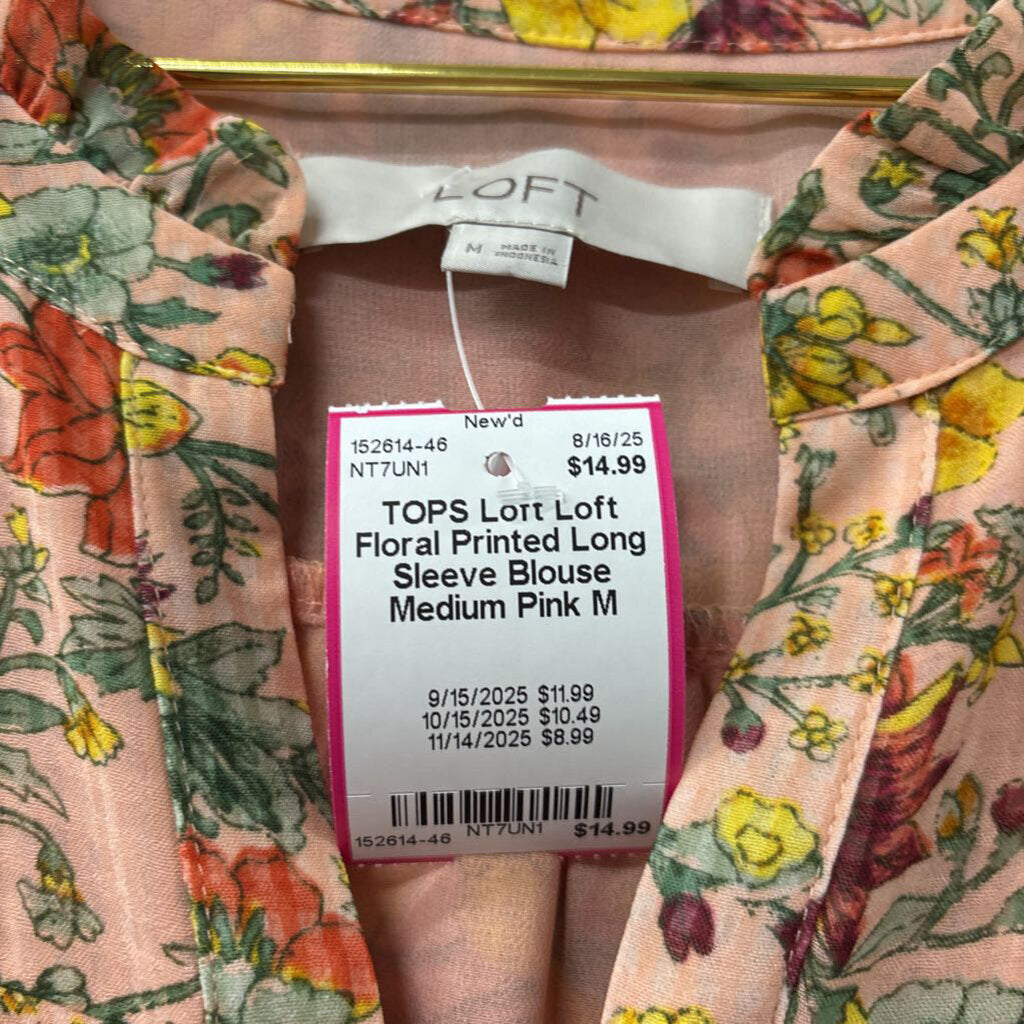 LOFT
M
MADE IN
INDONESIA
New'd
152614-46 8/16/25
NT7UN1 $14.99
TOPS Loft Loft
Floral Printed Long
Sleeve Blouse
Medium Pink M
9/15/2025 $11.99
10/15/2025 $10.49
11/14/2025 $8.99
152614-46 NT7UN1 $14.99